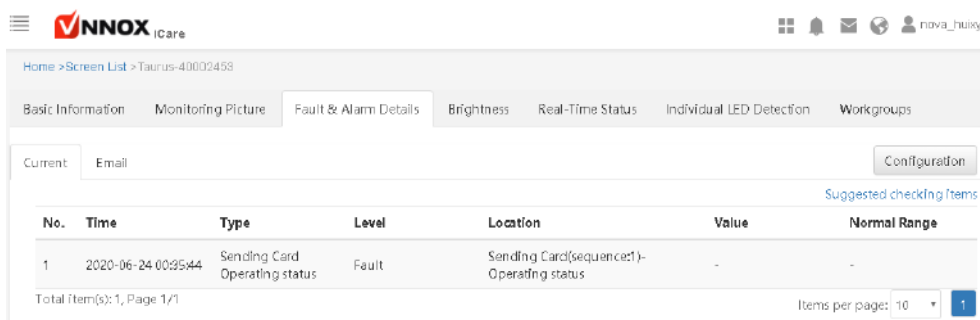 VNNOX iCare
nova_huixy
Home >Screen List >Taurus-40002453
Basic Information Monitoring Picture Fault & Alarm Details Brightness Real-Time Status Individual LED Detection Workgroups
Current Email Configuration
Suggested checking items
No. Time Type Level Location Value Normal Range
1 2020-06-24 00:35:44 Sending Card Operating status Fault Sending Card(sequence:1)-Operating status - -
Total item(s): 1, Page 1/1
Items per page: 10 1